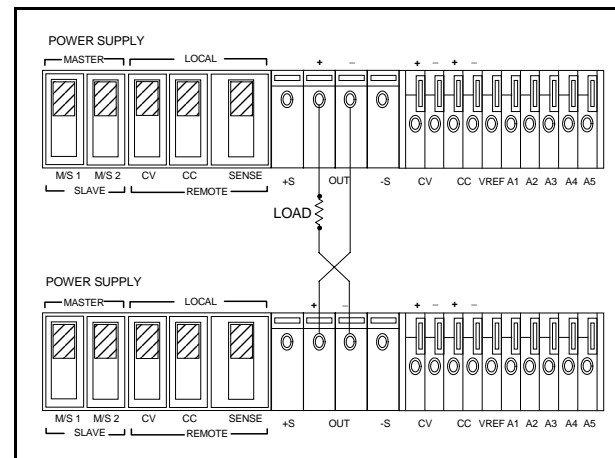 POWER SUPPLY
MASTER LOCAL
+ − + − + −
M/S 1 M/S 2 CV CC SENSE +S OUT -S CV CC VREF A1 A2 A3 A4 A5
SLAVE REMOTE
LOAD
POWER SUPPLY
MASTER LOCAL
+ − + − + −
M/S 1 M/S 2 CV CC SENSE +S OUT -S CV CC VREF A1 A2 A3 A4 A5
SLAVE REMOTE